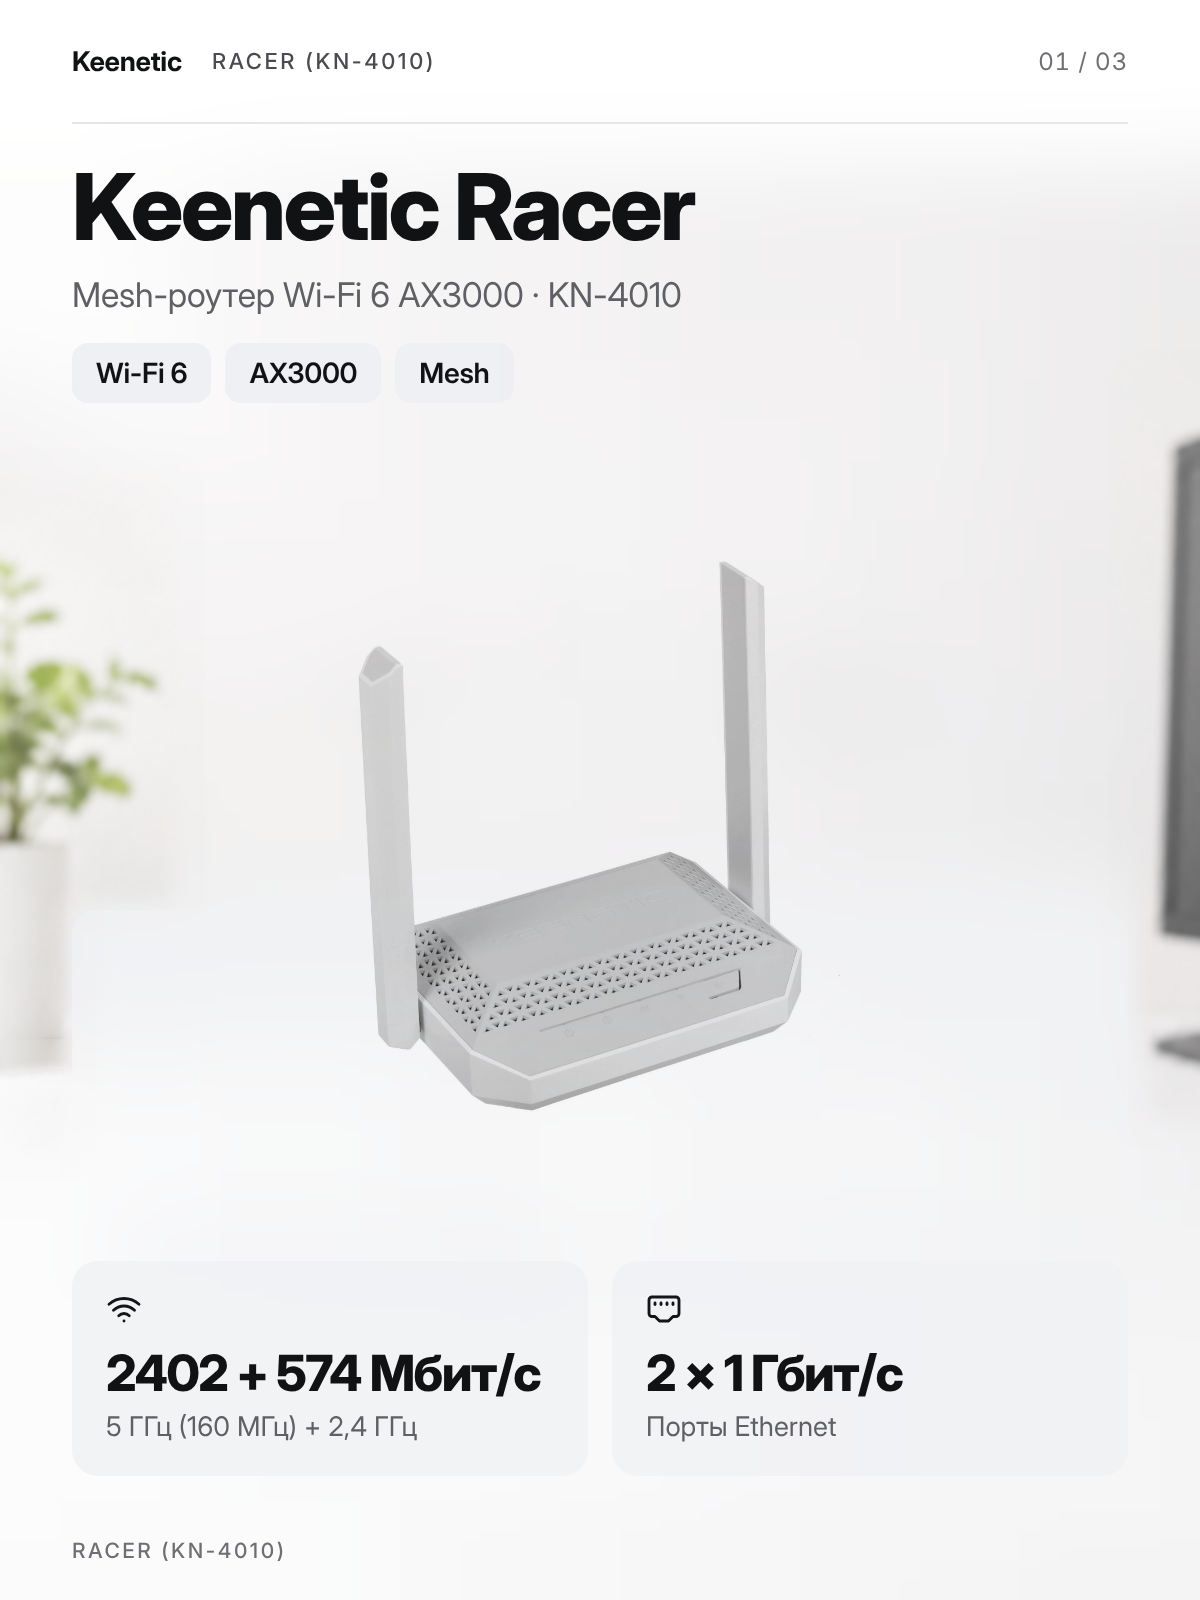 Keenetic RACER (KN-4010) 01 / 03
Keenetic Racer
Mesh-роутер Wi-Fi 6 AX3000 · KN-4010
Wi-Fi 6 AX3000 Mesh
2402 + 574 Мбит/с
5 ГГц (160 МГц) + 2,4 ГГц
2 × 1 Гбит/с
Порты Ethernet
RACER (KN-4010)